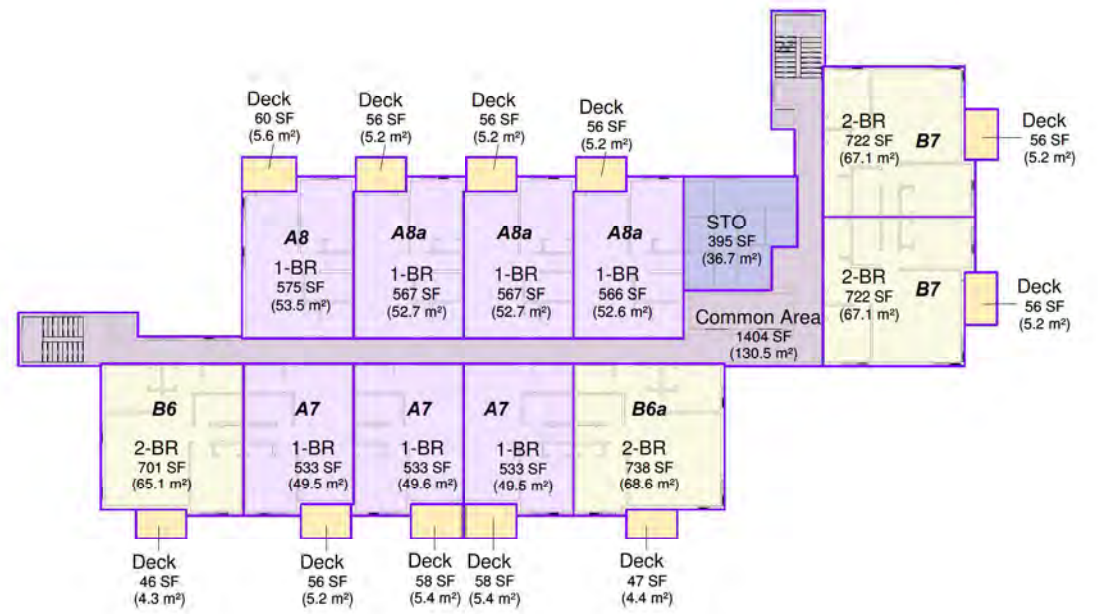 Deck
60 SF
(5.6 m²)
Deck
56 SF
(5.2 m²)
Deck
56 SF
(5.2 m²)
Deck
56 SF
(5.2 m²)
2-BR
722 SF
(67.1 m²)
B7
Deck
56 SF
(5.2 m²)
A8
1-BR
575 SF
(53.5 m²)
A8a
1-BR
567 SF
(52.7 m²)
A8a
1-BR
567 SF
(52.7 m²)
A8a
1-BR
566 SF
(52.6 m²)
STO
395 SF
(36.7 m²)
2-BR
722 SF
(67.1 m²)
B7
Deck
56 SF
(5.2 m²)
Common Area
1404 SF
(130.5 m²)
B6
2-BR
701 SF
(65.1 m²)
A7
1-BR
533 SF
(49.5 m²)
A7
1-BR
533 SF
(49.6 m²)
A7
1-BR
533 SF
(49.5 m²)
B6a
2-BR
738 SF
(68.6 m²)
Deck
46 SF
(4.3 m²)
Deck
56 SF
(5.2 m²)
Deck
58 SF
(5.4 m²)
Deck
58 SF
(5.4 m²)
Deck
47 SF
(4.4 m²)